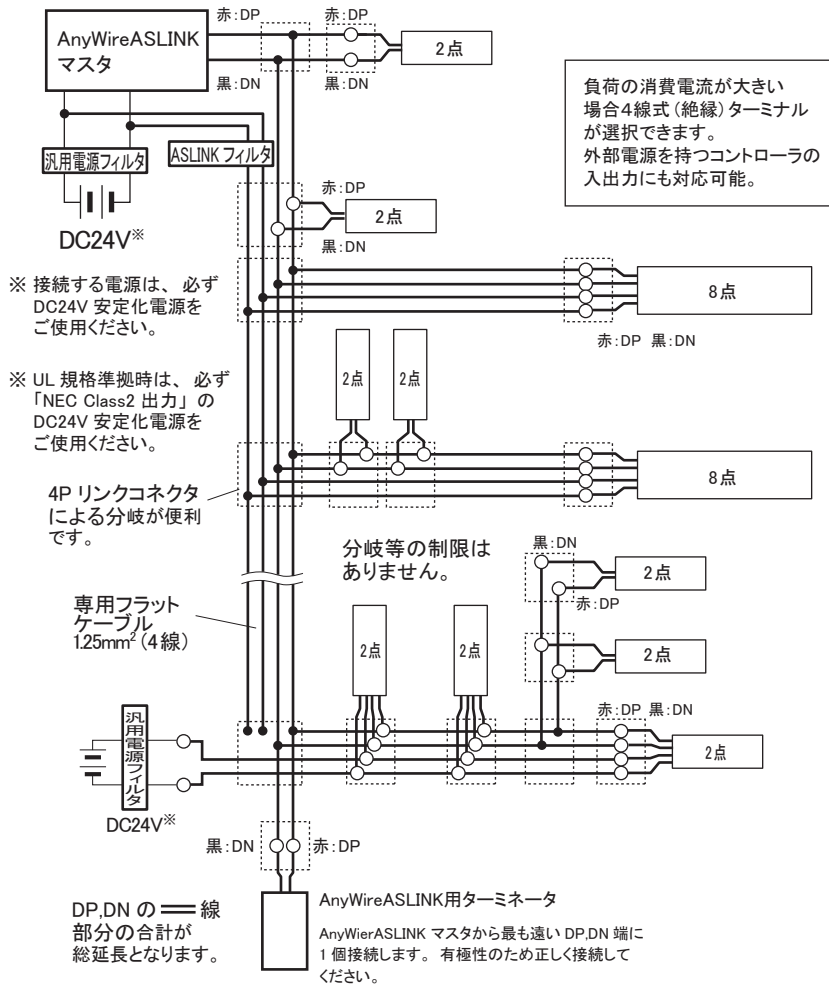 赤:DP
赤:DP
AnyWireASLINK
マスタ
2点
黒:DN
黒:DN
負荷の消費電流が大きい
場合4線式(絶縁)ターミナル
が選択できます。
外部電源を持つコントローラの
入出力にも対応可能。
汎用電源フィルタ
ASLINK フィルタ
DC24V※
赤:DP
2点
黒:DN
※ 接続する電源は、必ず
DC24V 安定化電源を
ご使用ください。
8点
赤:DP 黒:DN
※ UL 規格準拠時は、必ず
「NEC Class2 出力」の
DC24V 安定化電源を
ご使用ください。
2点
2点
8点
4P リンクコネクタ
による分岐が便利
です。
分岐等の制限は
ありません。
黒:DN
2点
赤:DP
専用フラット
ケーブル
1.25mm²(4線)
2点
2点
2点
赤:DP 黒:DN
2点
汎用電源フィルタ
DC24V※
黒:DN
赤:DP
DP,DN の 線
部分の合計が
総延長となります。
AnyWireASLINK用ターミネータ
AnyWierASLINK マスタから最も遠い DP,DN 端に
1 個接続します。有極性のため正しく接続して
ください。